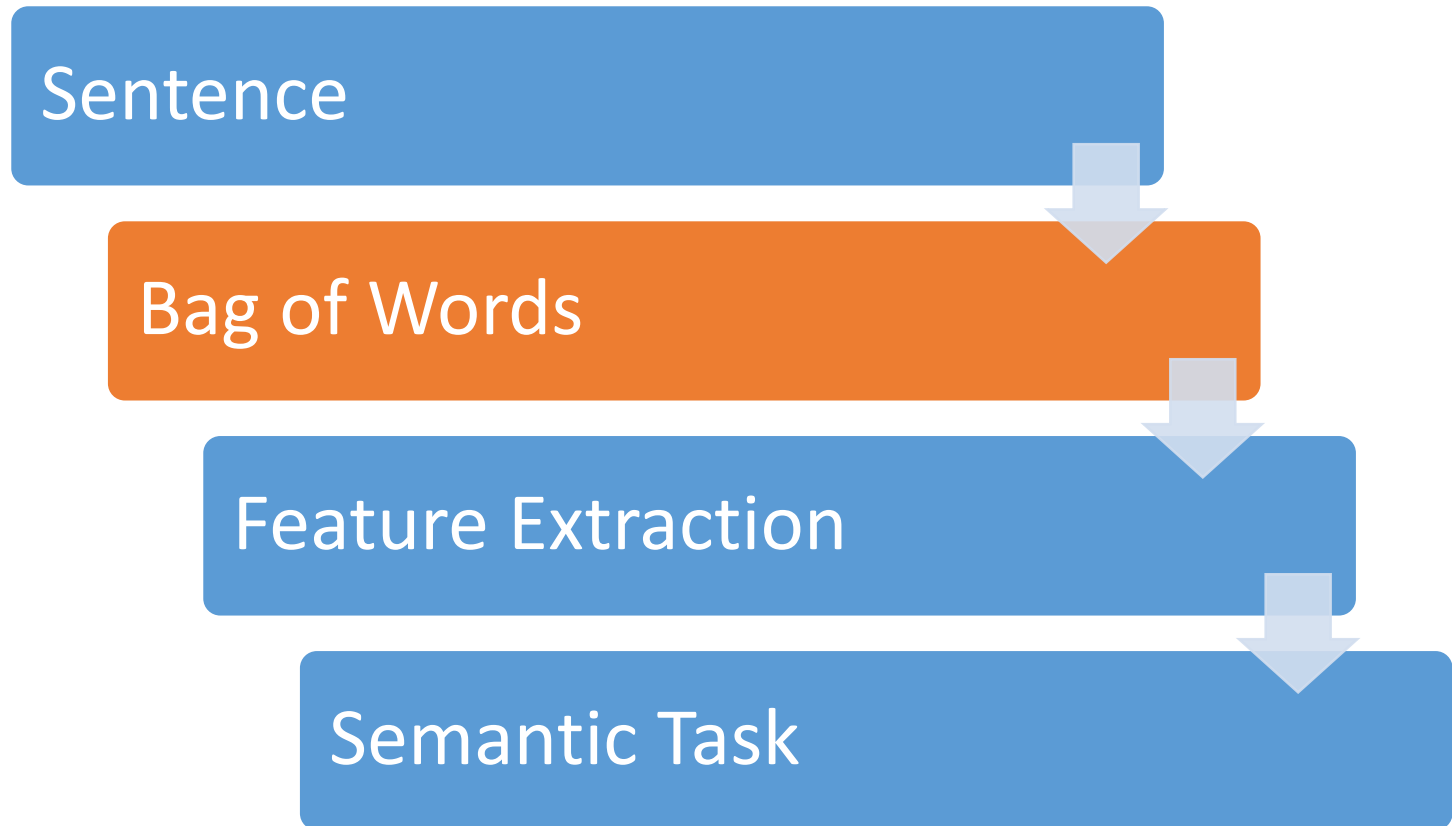 Sentence
Bag of Words
Feature Extraction
Semantic Task